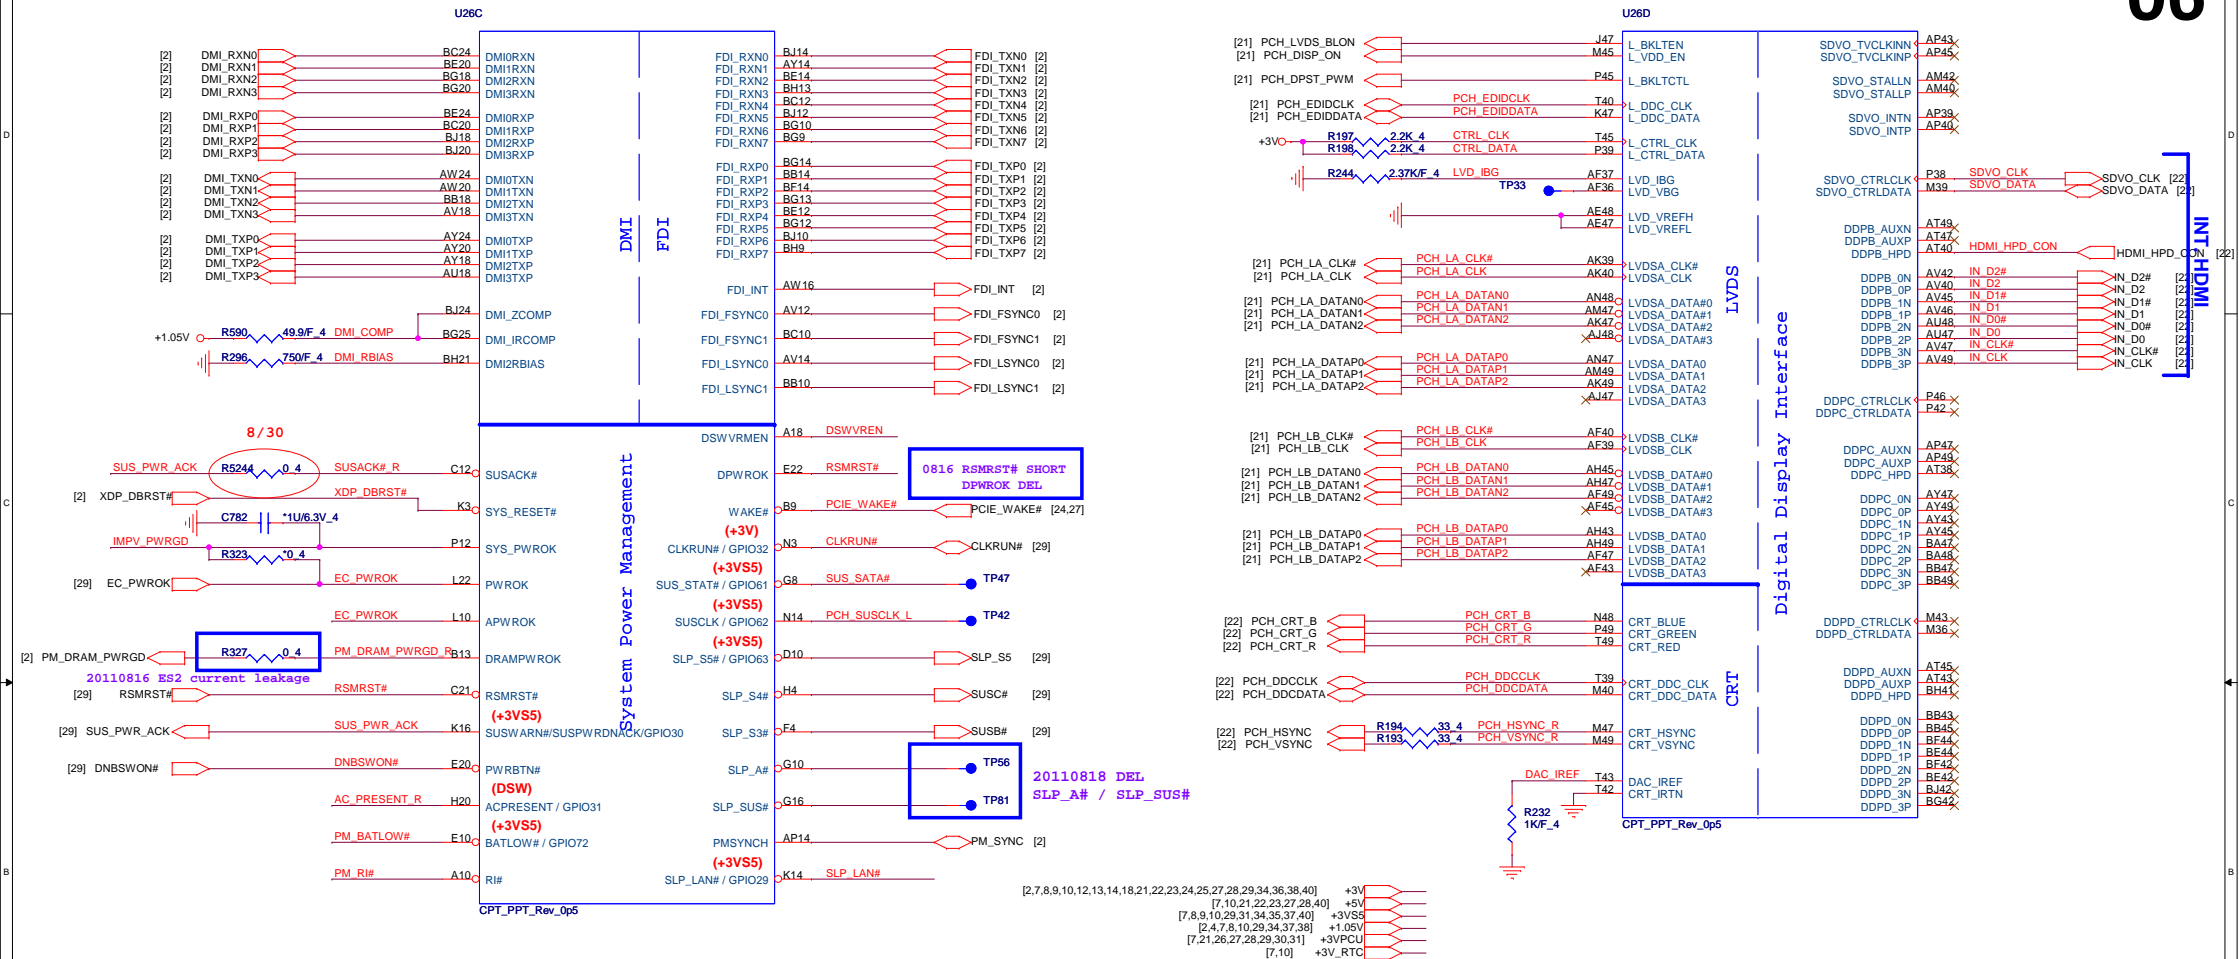 06
U26C
[2] DMI_RXN0 BC24 DMI0RXN
[2] DMI_RXN1 BE20 DMI1RXN
[2] DMI_RXN2 BG18 DMI2RXN
[2] DMI_RXN3 BG20 DMI3RXN
[2] DMI_RXP0 BE24 DMI0RXP
[2] DMI_RXP1 BC20 DMI1RXP
[2] DMI_RXP2 BJ18 DMI2RXP
[2] DMI_RXP3 BJ20 DMI3RXP
[2] DMI_TXN0 AW24 DMI0TXN
[2] DMI_TXN1 AW20 DMI1TXN
[2] DMI_TXN2 BB18 DMI2TXN
[2] DMI_TXN3 AV18 DMI3TXN
[2] DMI_TXP0 AY24 DMI0TXP
[2] DMI_TXP1 AY20 DMI1TXP
[2] DMI_TXP2 AY18 DMI2TXP
[2] DMI_TXP3 AU18 DMI3TXP
BJ24 DMI_ZCOMP
+1.05V R590 49.9/F_4 DMI_COMP BG25 DMI_IRCOMP
R296 750/F_4 DMI_RBIAS BH21 DMI2RBIAS
DMI
FDI
FDI_RXN0 BJ14 FDI_TXN0 [2]
FDI_RXN1 AY14 FDI_TXN1 [2]
FDI_RXN2 BE14 FDI_TXN2 [2]
FDI_RXN3 BH13 FDI_TXN3 [2]
FDI_RXN4 BC12 FDI_TXN4 [2]
FDI_RXN5 BJ12 FDI_TXN5 [2]
FDI_RXN6 BG10 FDI_TXN6 [2]
FDI_RXN7 BG9 FDI_TXN7 [2]
FDI_RXP0 BG14 FDI_TXP0 [2]
FDI_RXP1 BB14 FDI_TXP1 [2]
FDI_RXP2 BF14 FDI_TXP2 [2]
FDI_RXP3 BG13 FDI_TXP3 [2]
FDI_RXP4 BE12 FDI_TXP4 [2]
FDI_RXP5 BG12 FDI_TXP5 [2]
FDI_RXP6 BJ10 FDI_TXP6 [2]
FDI_RXP7 BH9 FDI_TXP7 [2]
FDI_INT AW16 FDI_INT [2]
FDI_FSYNC0 AV12 FDI_FSYNC0 [2]
FDI_FSYNC1 BC10 FDI_FSYNC1 [2]
FDI_LSYNC0 AV14 FDI_LSYNC0 [2]
FDI_LSYNC1 BB10 FDI_LSYNC1 [2]
8/30
SUS_PWR_ACK R5244 0_4 SUSACK#_R C12 SUSACK#
[2] XDP_DBRST# XDP_DBRST# K3 SYS_RESET#
C782 *1U/6.3V_4
IMPV_PWRGD P12 SYS_PWROK
R323 *0_4
[29] EC_PWROK EC_PWROK L22 PWROK
EC_PWROK L10 APWROK
[2] PM_DRAM_PWRGD R327 0_4 PM_DRAM_PWRGD_R B13 DRAMPWROK
20110816 ES2 current leakage
[29] RSMRST# RSMRST# C21 RSMRST#
(+3VS5)
[29] SUS_PWR_ACK SUS_PWR_ACK K16 SUSWARN#/SUSPWRDNACK/GPIO30
[29] DNBSWON# DNBSWON# E20 PWRBTN#
(DSW)
AC_PRESENT_R H20 ACPRESENT / GPIO31
(+3VS5)
PM_BATLOW# E10 BATLOW# / GPIO72
PM_RI# A10 RI#
System Power Management
DSWVRMEN A18 DSWVREN
DPWROK E22 RSMRST#
0816 RSMRST# SHORT
DPWROK DEL
WAKE# B9 PCIE_WAKE# PCIE_WAKE# [24,27]
(+3V)
CLKRUN# / GPIO32 N3 CLKRUN# CLKRUN# [29]
(+3VS5)
SUS_STAT# / GPIO61 G8 SUS_SATA# TP47
(+3VS5)
SUSCLK / GPIO62 N14 PCH_SUSCLK_L TP42
(+3VS5)
SLP_S5# / GPIO63 D10 SLP_S5 [29]
SLP_S4# H4 SUSC# [29]
SLP_S3# F4 SUSB# [29]
SLP_A# G10 TP56
20110818 DEL
SLP_A# / SLP_SUS#
SLP_SUS# G16 TP81
PMSYNCH AP14 PM_SYNC [2]
(+3VS5)
SLP_LAN# / GPIO29 K14 SLP_LAN#
CPT_PPT_Rev_0p5
U26D
[21] PCH_LVDS_BLON J47 L_BKLTEN
[21] PCH_DISP_ON M45 L_VDD_EN
[21] PCH_DPST_PWM P45 L_BKLTCTL
[21] PCH_EDIDCLK PCH_EDIDCLK T40 L_DDC_CLK
[21] PCH_EDIDDATA PCH_EDIDDATA K47 L_DDC_DATA
+3V R197 2.2K_4 CTRL_CLK T45 L_CTRL_CLK
R198 2.2K_4 CTRL_DATA P39 L_CTRL_DATA
R244 2.37K/F_4 LVD_IBG AF37 LVD_IBG
TP33 AF36 LVD_VBG
AE48 LVD_VREFH
AE47 LVD_VREFL
[21] PCH_LA_CLK# PCH_LA_CLK# AK39 LVDSA_CLK#
[21] PCH_LA_CLK PCH_LA_CLK AK40 LVDSA_CLK
[21] PCH_LA_DATAN0 PCH_LA_DATAN0 AN48 LVDSA_DATA#0
[21] PCH_LA_DATAN1 PCH_LA_DATAN1 AM47 LVDSA_DATA#1
[21] PCH_LA_DATAN2 PCH_LA_DATAN2 AK47 LVDSA_DATA#2
AJ48 LVDSA_DATA#3
[21] PCH_LA_DATAP0 PCH_LA_DATAP0 AN47 LVDSA_DATA0
[21] PCH_LA_DATAP1 PCH_LA_DATAP1 AM49 LVDSA_DATA1
[21] PCH_LA_DATAP2 PCH_LA_DATAP2 AK49 LVDSA_DATA2
AJ47 LVDSA_DATA3
[21] PCH_LB_CLK# PCH_LB_CLK# AF40 LVDSB_CLK#
[21] PCH_LB_CLK PCH_LB_CLK AF39 LVDSB_CLK
[21] PCH_LB_DATAN0 PCH_LB_DATAN0 AH45 LVDSB_DATA#0
[21] PCH_LB_DATAN1 PCH_LB_DATAN1 AH47 LVDSB_DATA#1
[21] PCH_LB_DATAN2 PCH_LB_DATAN2 AF49 LVDSB_DATA#2
AF45 LVDSB_DATA#3
[21] PCH_LB_DATAP0 PCH_LB_DATAP0 AH43 LVDSB_DATA0
[21] PCH_LB_DATAP1 PCH_LB_DATAP1 AH49 LVDSB_DATA1
[21] PCH_LB_DATAP2 PCH_LB_DATAP2 AF47 LVDSB_DATA2
AF43 LVDSB_DATA3
[22] PCH_CRT_B PCH_CRT_B N48 CRT_BLUE
[22] PCH_CRT_G PCH_CRT_G P49 CRT_GREEN
[22] PCH_CRT_R PCH_CRT_R T49 CRT_RED
[22] PCH_DDCCLK PCH_DDCCLK T39 CRT_DDC_CLK
[22] PCH_DDCDATA PCH_DDCDATA M40 CRT_DDC_DATA
[22] PCH_HSYNC R194 33_4 PCH_HSYNC_R M47 CRT_HSYNC
[22] PCH_VSYNC R193 33_4 PCH_VSYNC_R M49 CRT_VSYNC
DAC_IREF T43 DAC_IREF
T42 CRT_IRTN
R232
1K/F_4
LVDS
CRT
Digital Display Interface
SDVO_TVCLKINN AP43
SDVO_TVCLKINP AP45
SDVO_STALLN AM42
SDVO_STALLP AM40
SDVO_INTN AP39
SDVO_INTP AP40
SDVO_CTRLCLK P38 SDVO_CLK SDVO_CLK [22]
SDVO_CTRLDATA M39 SDVO_DATA SDVO_DATA [22]
DDPB_AUXN AT49
DDPB_AUXP AT47
DDPB_HPD AT40 HDMI_HPD_CON HDMI_HPD_CON [22]
DDPB_0N AV42 IN_D2# IN_D2# [22]
DDPB_0P AV40 IN_D2 IN_D2 [22]
DDPB_1N AV45 IN_D1# IN_D1# [22]
DDPB_1P AV46 IN_D1 IN_D1 [22]
DDPB_2N AU48 IN_D0# IN_D0# [22]
DDPB_2P AU47 IN_D0 IN_D0 [22]
DDPB_3N AV47 IN_CLK# IN_CLK# [22]
DDPB_3P AV49 IN_CLK IN_CLK [22]
INT HDMI
DDPC_CTRLCLK P46
DDPC_CTRLDATA P42
DDPC_AUXN AP47
DDPC_AUXP AP49
DDPC_HPD AT38
DDPC_0N AY47
DDPC_0P AY49
DDPC_1N AY43
DDPC_1P AY45
DDPC_2N BA47
DDPC_2P BA48
DDPC_3N BB47
DDPC_3P BB49
DDPD_CTRLCLK M43
DDPD_CTRLDATA M36
DDPD_AUXN AT45
DDPD_AUXP AT43
DDPD_HPD BH41
DDPD_0N BB43
DDPD_0P BB45
DDPD_1N BF44
DDPD_1P BE44
DDPD_2N BF42
DDPD_2P BE42
DDPD_3N BJ42
DDPD_3P BG42
CPT_PPT_Rev_0p5
[2,7,8,9,10,12,13,14,18,21,22,23,24,25,27,28,29,34,36,38,40] +3V
[7,10,21,22,23,27,28,40] +5V
[7,8,9,10,29,31,34,35,37,40] +3VS5
[2,4,7,8,10,29,34,37,38] +1.05V
[7,21,26,27,28,29,30,31] +3VPCU
[7,10] +3V_RTC
D
C
B
D
C
B